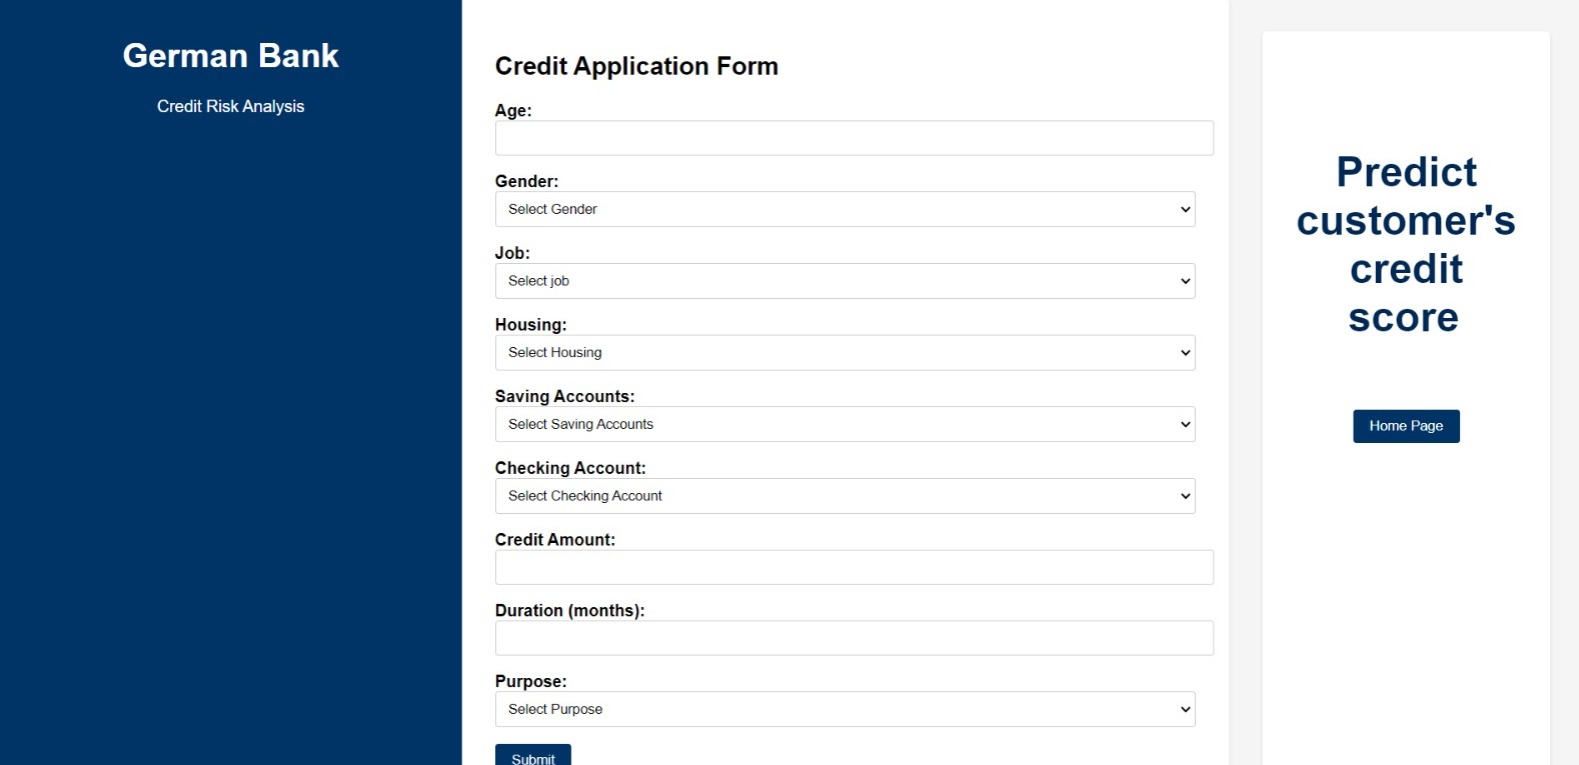 German Bank
Credit Risk Analysis
Credit Application Form
Age:
Gender:
Select Gender
Job:
Select job
Housing:
Select Housing
Saving Accounts:
Select Saving Accounts
Checking Account:
Select Checking Account
Credit Amount:
Duration (months):
Purpose:
Select Purpose
Submit
Predict
customer's
credit
score
Home Page